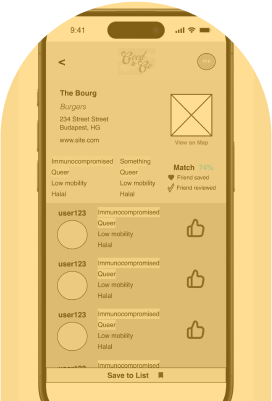 9:41
<
Good
& Co
The Bourg
Burgers
234 Street Street
Budapest, HG
www.site.com
View on Map
Immunocompromised
Queer
Low mobility
Halal
Something
Queer
Low mobility
Halal
Match 74%
Friend saved
Friend reviewed
user123
Immunocompromised
Queer
Low mobility
Halal
user123
Immunocompromised
Queer
Low mobility
Halal
user123
Immunocompromised
Queer
Low mobility
Halal
user123
Immunocompromised
Save to List